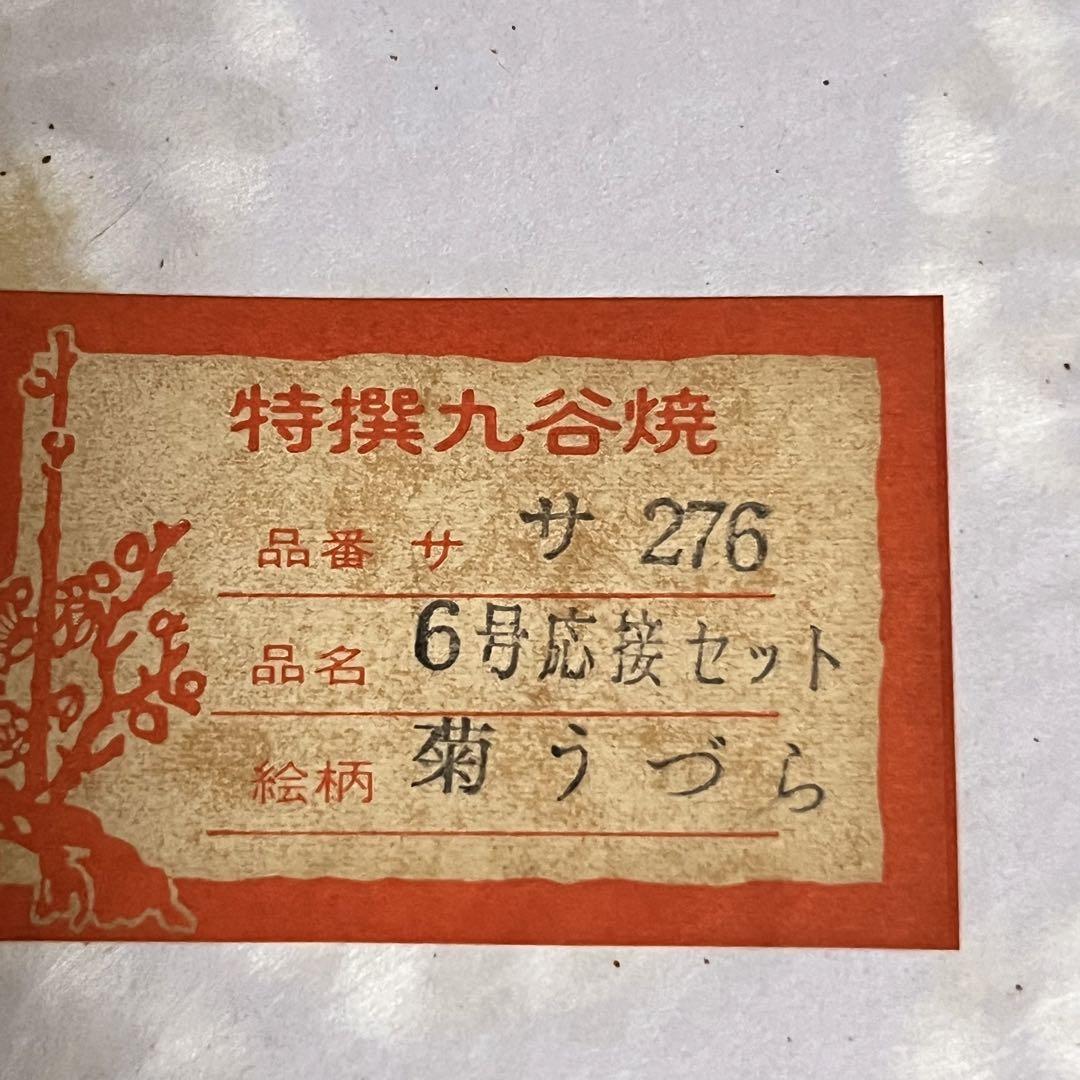 特撰九谷焼
品番 サ サ 276
品名 6号応接セット
絵柄 菊うづら